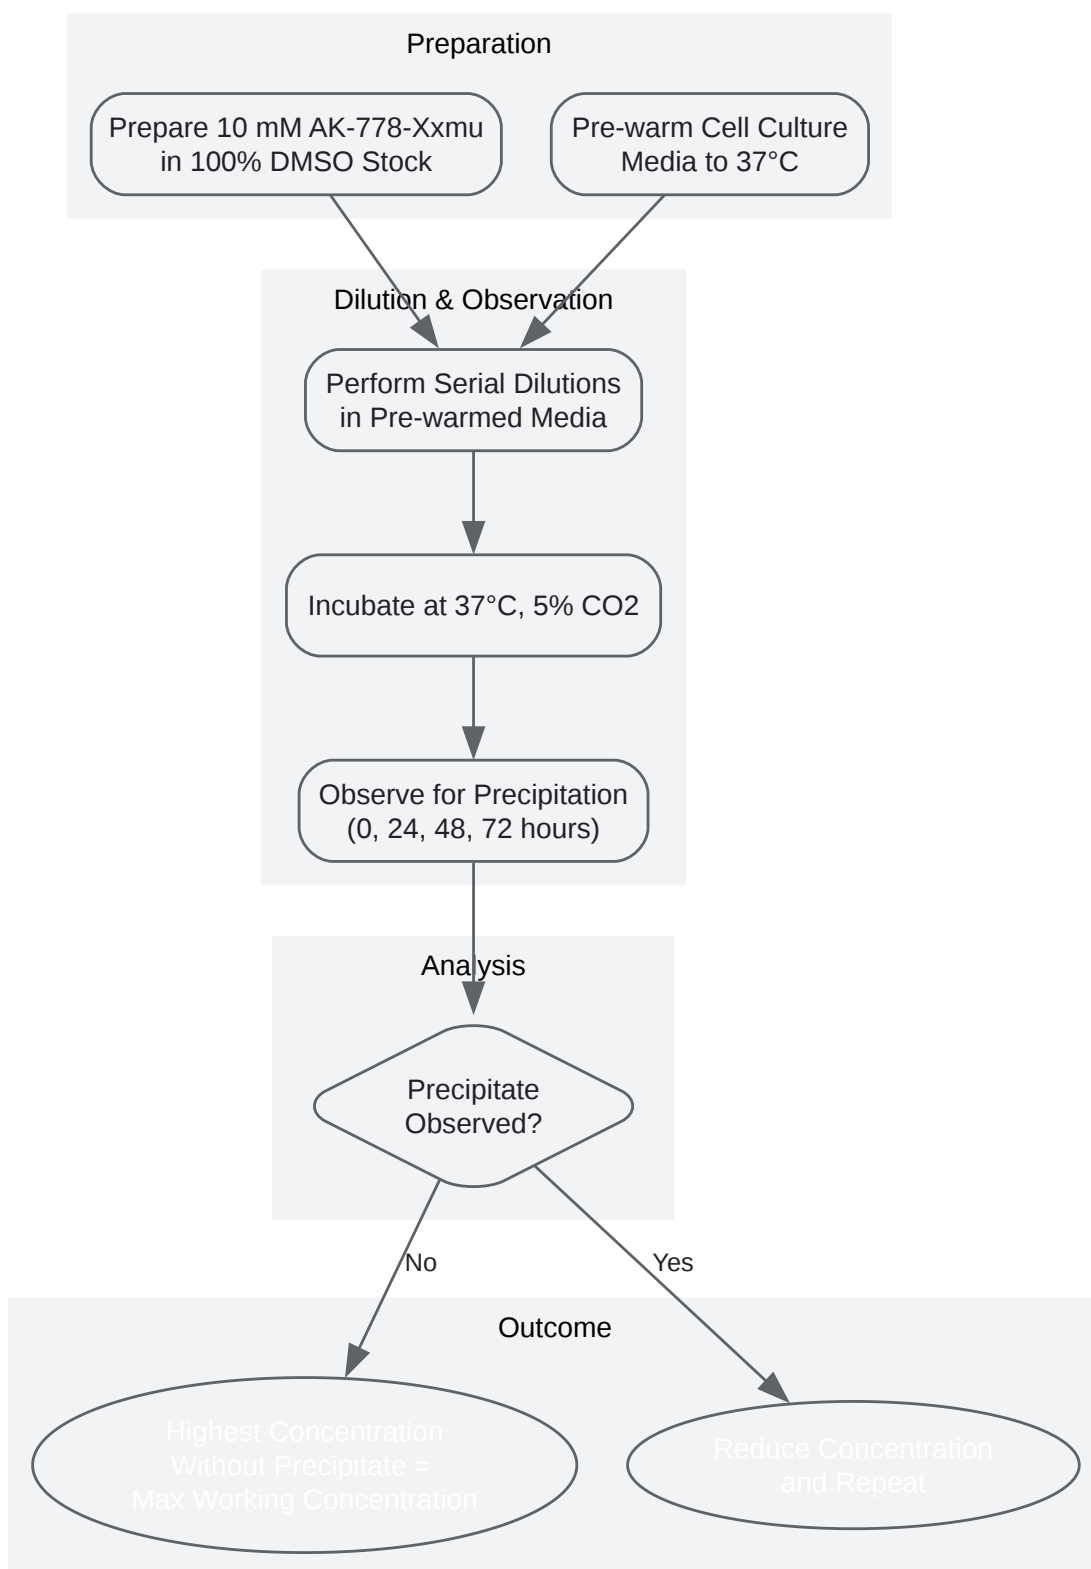 Preparation
Prepare 10 mM AK-778-Xxmu
in 100% DMSO Stock
Pre-warm Cell Culture
Media to 37°C
Dilution & Observation
Perform Serial Dilutions
in Pre-warmed Media
Incubate at 37°C, 5% CO2
Observe for Precipitation
(0, 24, 48, 72 hours)
Analysis
Precipitate
Observed?
No
Yes
Outcome
Highest Concentration
Without Precipitate =
Max Working Concentration
Reduce Concentration
and Repeat